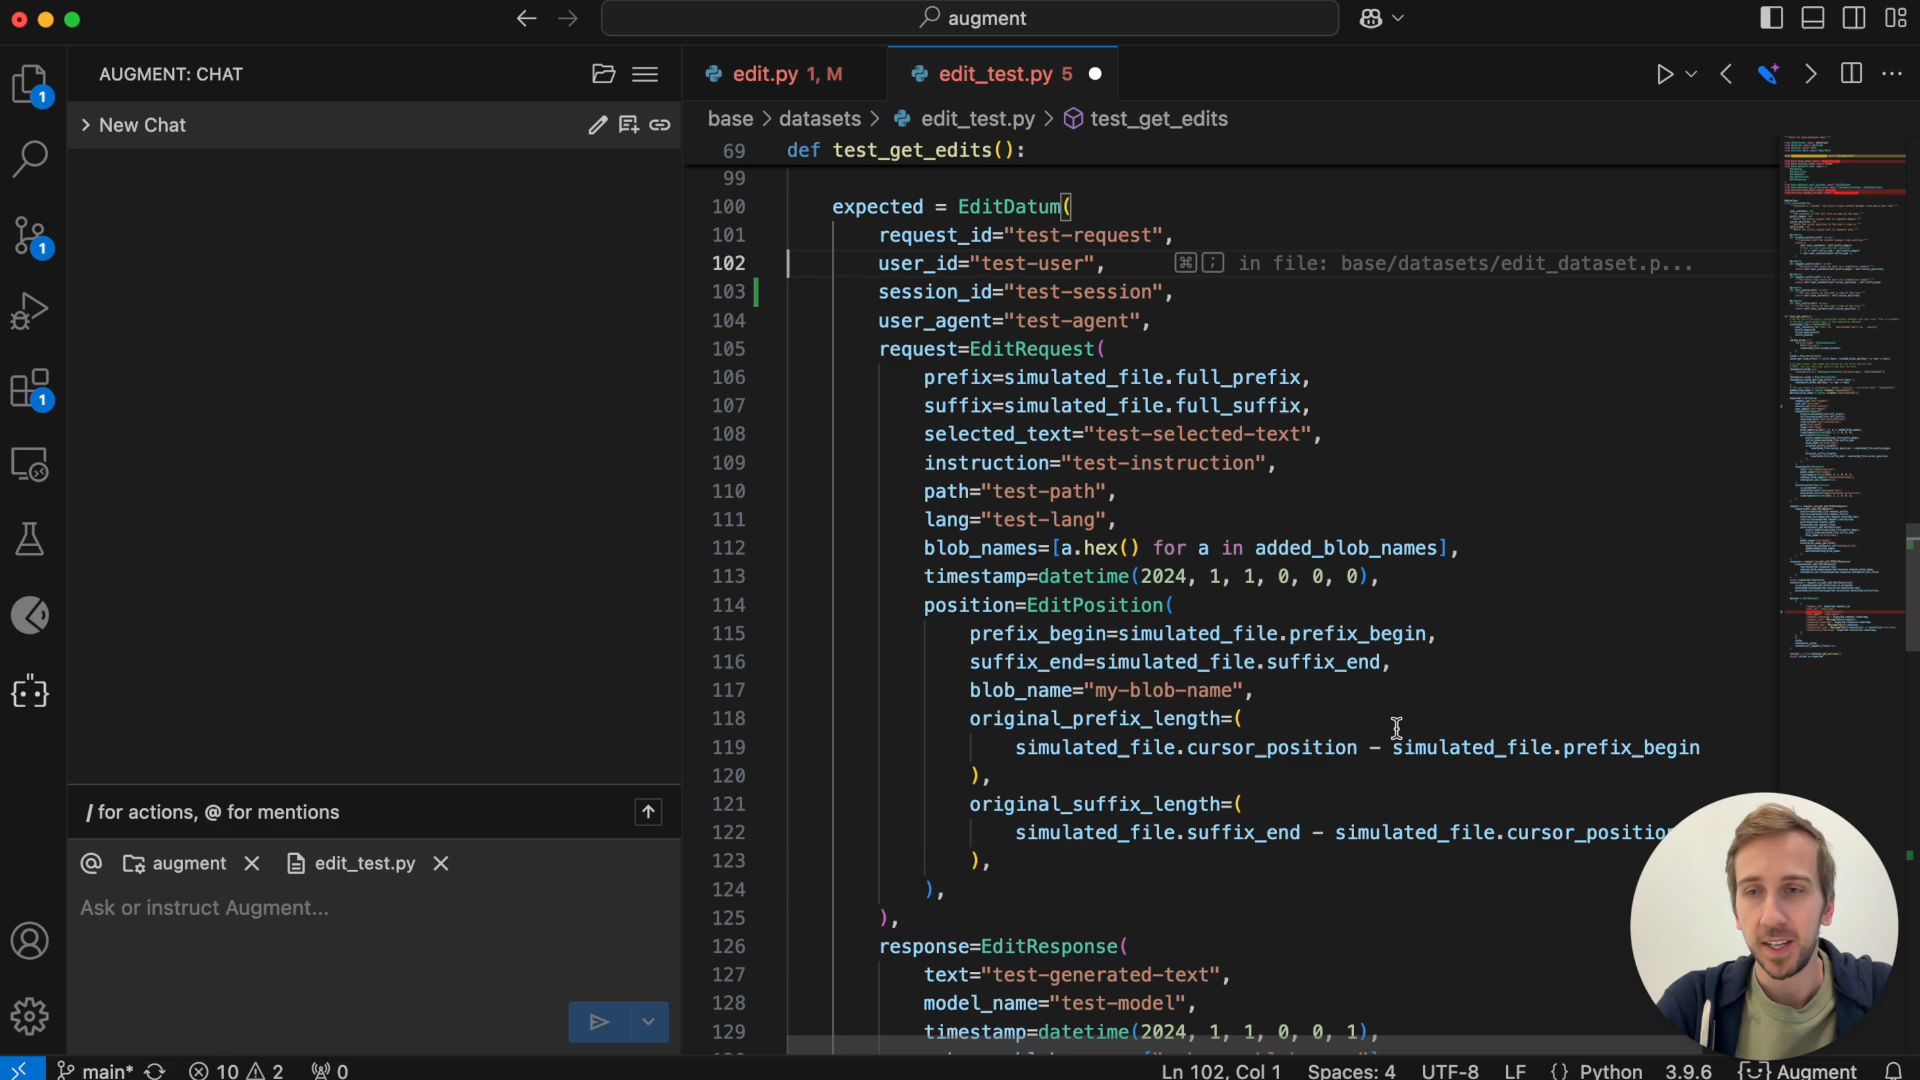 augment
AUGMENT: CHAT
edit.py 1, M
edit_test.py 5
New Chat
base > datasets > edit_test.py > test_get_edits
69 def test_get_edits():
99
100 expected = EditDatum(
101 request_id="test-request",
102 user_id="test-user", ⌘ ; in file: base/datasets/edit_dataset.p...
103 session_id="test-session",
104 user_agent="test-agent",
105 request=EditRequest(
106 prefix=simulated_file.full_prefix,
107 suffix=simulated_file.full_suffix,
108 selected_text="test-selected-text",
109 instruction="test-instruction",
110 path="test-path",
111 lang="test-lang",
112 blob_names=[a.hex() for a in added_blob_names],
113 timestamp=datetime(2024, 1, 1, 0, 0, 0),
114 position=EditPosition(
115 prefix_begin=simulated_file.prefix_begin,
116 suffix_end=simulated_file.suffix_end,
117 blob_name="my-blob-name",
118 original_prefix_length=(
119 simulated_file.cursor_position - simulated_file.prefix_begin
120 ),
121 original_suffix_length=(
122 simulated_file.suffix_end - simulated_file.cursor_position
123 ),
124 ),
125 ),
126 response=EditResponse(
127 text="test-generated-text",
128 model_name="test-model",
129 timestamp=datetime(2024, 1, 1, 0, 0, 1),
1
1
1
/ for actions, @ for mentions
@ augment × edit_test.py ×
Ask or instruct Augment...
main* 10 2 0
Ln 102, Col 1 Spaces: 4 UTF-8 LF {} Python 3.9.6 Augment